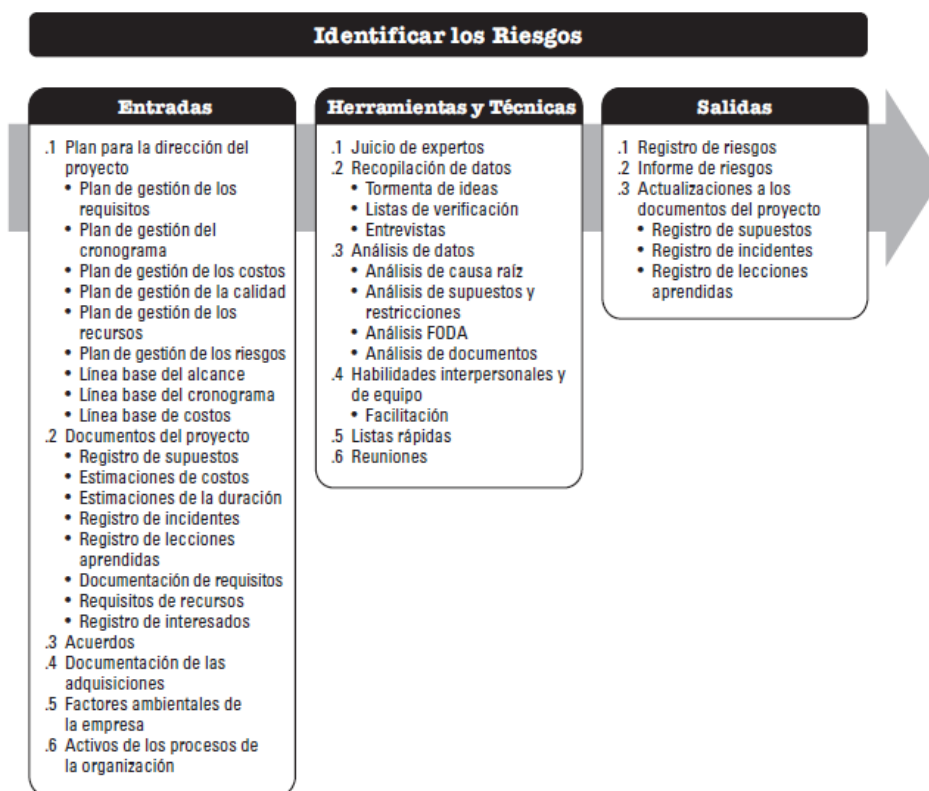 Identificar los Riesgos
Entradas
.1 Plan para la dirección del
proyecto
• Plan de gestión de los
requisitos
• Plan de gestión del
cronograma
• Plan de gestión de los costos
• Plan de gestión de la calidad
• Plan de gestión de los
recursos
• Plan de gestión de los riesgos
• Línea base del alcance
• Línea base del cronograma
• Línea base de costos
.2 Documentos del proyecto
• Registro de supuestos
• Estimaciones de costos
• Estimaciones de la duración
• Registro de incidentes
• Registro de lecciones
aprendidas
• Documentación de requisitos
• Requisitos de recursos
• Registro de interesados
.3 Acuerdos
.4 Documentación de las
adquisiciones
.5 Factores ambientales de
la empresa
.6 Activos de los procesos de
la organización
Herramientas y Técnicas
.1 Juicio de expertos
.2 Recopilación de datos
• Tormenta de ideas
• Listas de verificación
• Entrevistas
.3 Análisis de datos
• Análisis de causa raíz
• Análisis de supuestos y
restricciones
• Análisis FODA
• Análisis de documentos
.4 Habilidades interpersonales y
de equipo
• Facilitación
.5 Listas rápidas
.6 Reuniones
Salidas
.1 Registro de riesgos
.2 Informe de riesgos
.3 Actualizaciones a los
documentos del proyecto
• Registro de supuestos
• Registro de incidentes
• Registro de lecciones
aprendidas